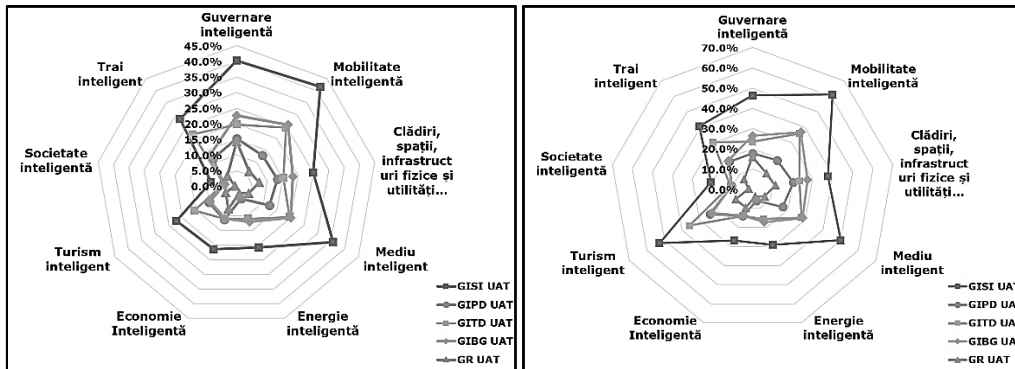 Guvernare
inteligentă
45.0%
40.0%
35.0%
30.0%
25.0%
20.0%
15.0%
10.0%
5.0%
0.0%
Mobilitate
inteligentă
Clădiri,
spații,
infrastruct
uri fizice și
utilități...
Mediu
inteligent
Energie
inteligentă
Economie
Inteligentă
Turism
inteligent
Societate
inteligentă
Trai
inteligent
GISI UAT
GIPD UAT
GITD UAT
GIBG UAT
GR UAT
Guvernare
inteligentă
70.0%
60.0%
50.0%
40.0%
30.0%
20.0%
10.0%
0.0%
Mobilitate
inteligentă
Clădiri,
spații,
infrastruct
uri fizice și
utilități...
Mediu
inteligent
Energie
inteligentă
Economie
Inteligentă
Turism
inteligent
Societate
inteligentă
Trai
inteligent
GISI UAT
GIPD UAT
GITD UAT
GIBG UAT
GR UAT